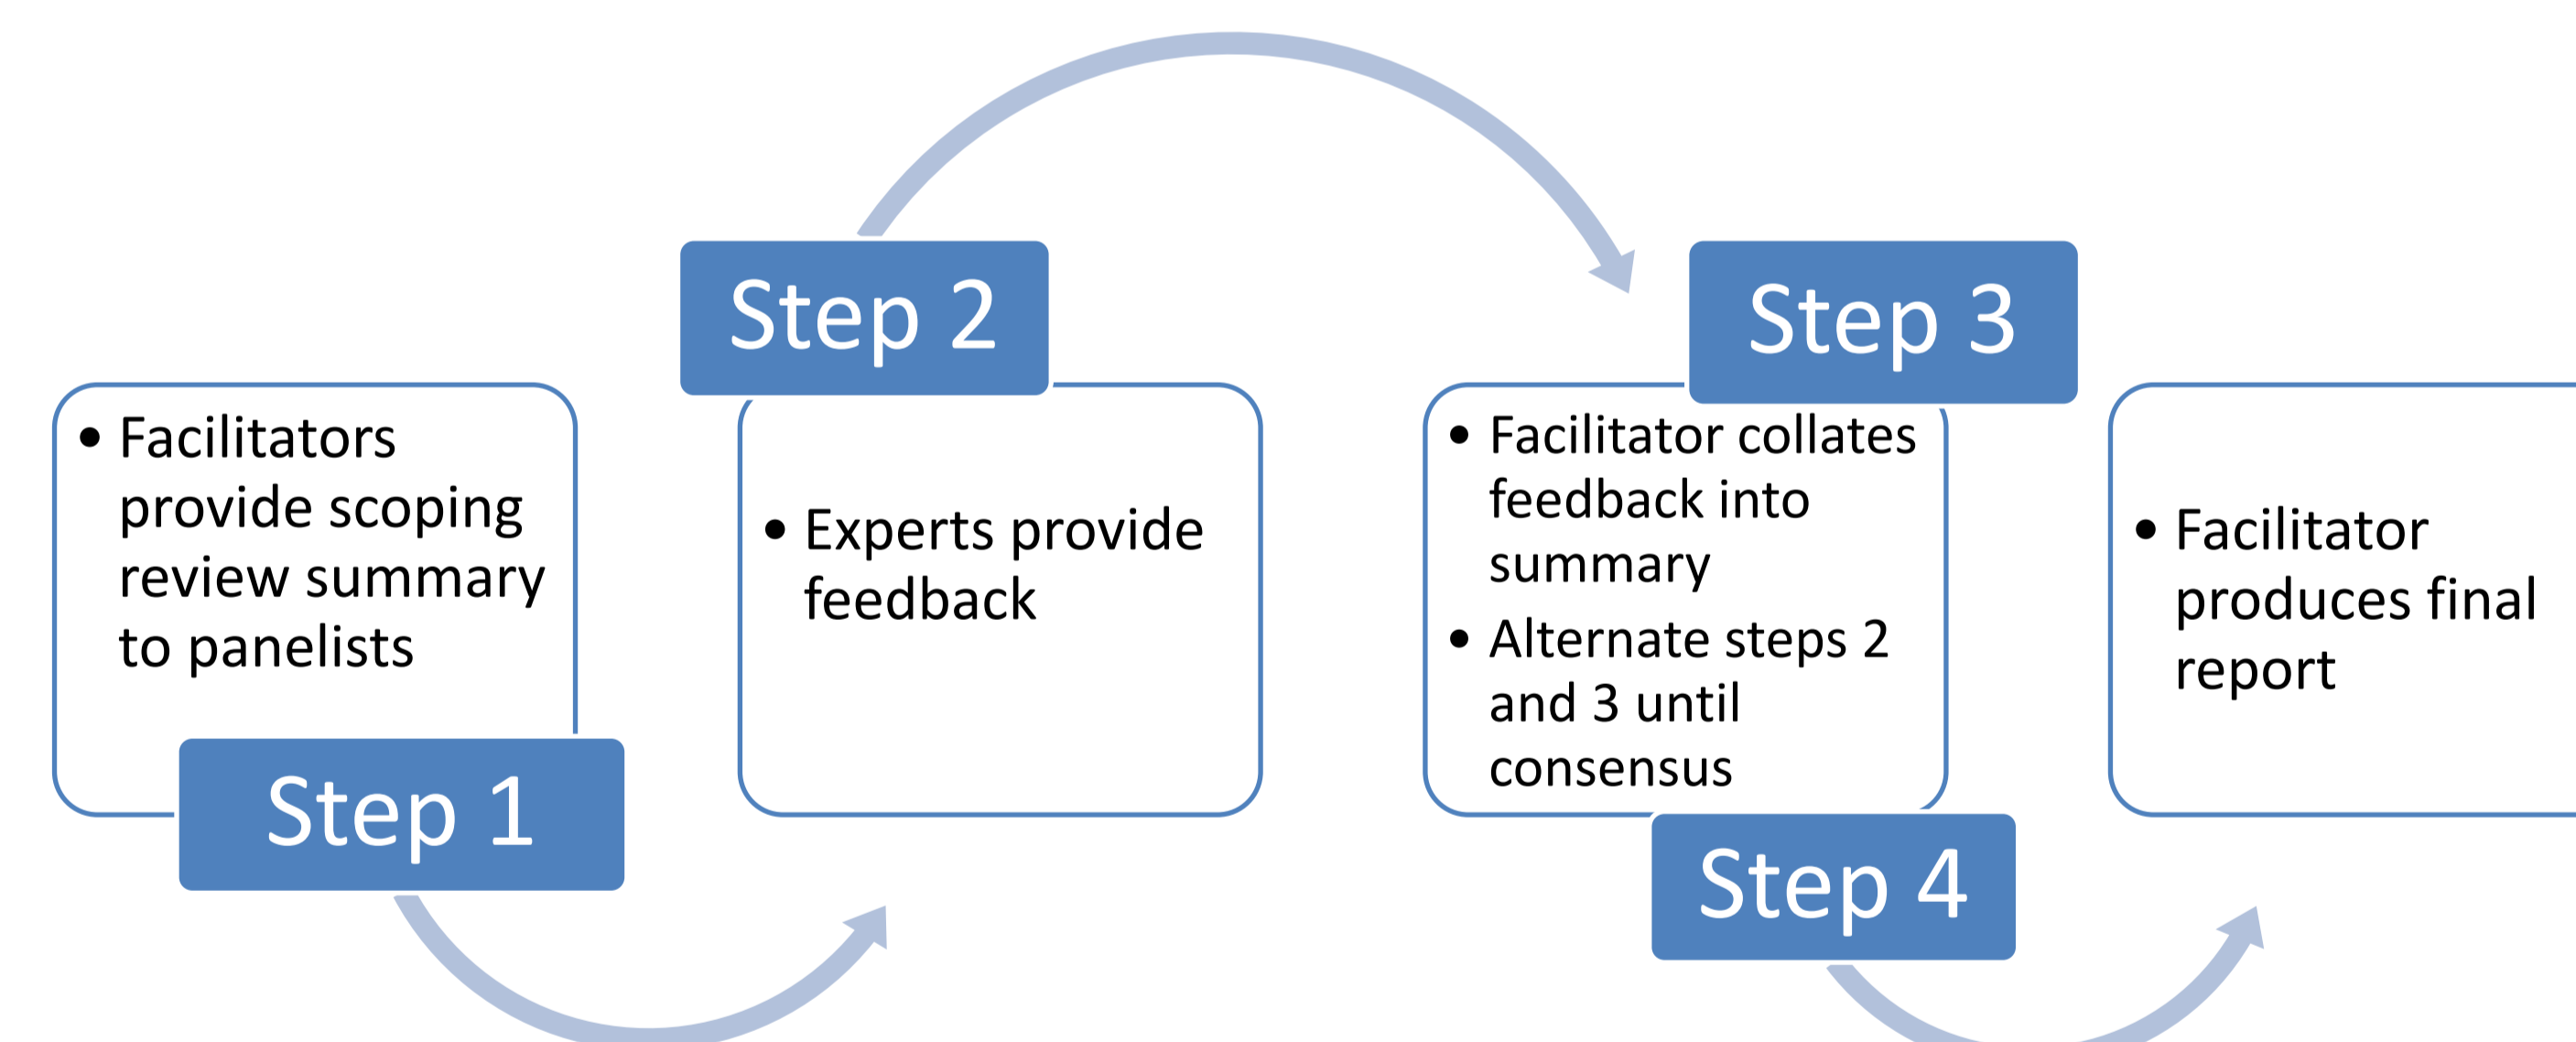 • Facilitators
provide scoping
review summary
to panelists
Step 1
Step 2
• Experts provide
feedback
Step 3
• Facilitator collates
feedback into
summary
• Alternate steps 2
and 3 until
consensus
Step 4
• Facilitator
produces final
report